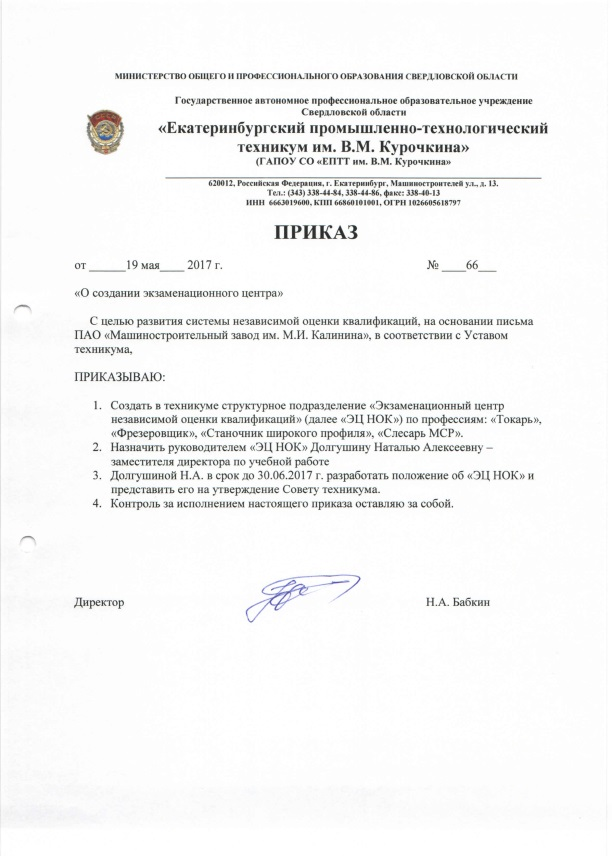 МИНИСТЕРСТВО ОБЩЕГО И ПРОФЕССИОНАЛЬНОГО ОБРАЗОВАНИЯ СВЕРДЛОВСКОЙ ОБЛАСТИ
Государственное автономное профессиональное образовательное учреждение
Свердловской области
«Екатеринбургский промышленно-технологический
техникум им. В.М. Курочкина»
(ГАПОУ СО «ЕПТТ им. В.М. Курочкина»
620012, Российская Федерация, г. Екатеринбург, Машиностроителей ул., д. 13.
Тел.: (343) 338-44-84, 338-44-86, факс: 338-40-13
ИНН 6663019600, КПП 66860101001, ОГРН 1026605618797
ПРИКАЗ
от ______19 мая____ 2017 г. № ____66___
«О создании экзаменационного центра»
С целью развития системы независимой оценки квалификаций, на основании письма
ПАО «Машиностроительный завод им. М.И. Калинина», в соответствии с Уставом
техникума,
ПРИКАЗЫВАЮ:
1. Создать в техникуме структурное подразделение «Экзаменационный центр
независимой оценки квалификаций» (далее «ЭЦ НОК») по профессиям: «Токарь»,
«Фрезеровщик», «Станочник широкого профиля», «Слесарь МСР».
2. Назначить руководителем «ЭЦ НОК» Долгушину Наталью Алексеевну –
заместителя директора по учебной работе
3. Долгушиной Н.А. в срок до 30.06.2017 г. разработать положение об «ЭЦ НОК» и
представить его на утверждение Совету техникума.
4. Контроль за исполнением настоящего приказа оставляю за собой.
Директор Н.А. Бабкин